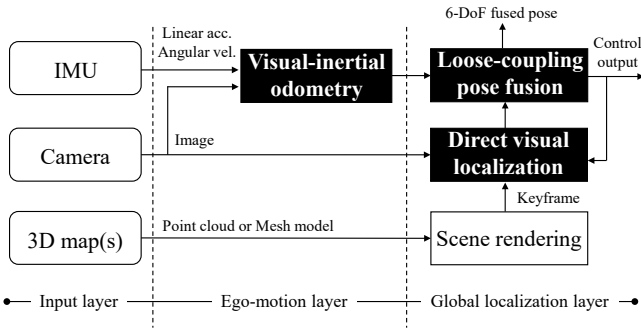 6-DoF fused pose
Linear acc.
Angular vel.
Control
output
IMU
Visual-inertial
odometry
Loose-coupling
pose fusion
Camera
Image
Direct visual
localization
Keyframe
3D map(s)
Point cloud or Mesh model
Scene rendering
Input layer
Ego-motion layer
Global localization layer